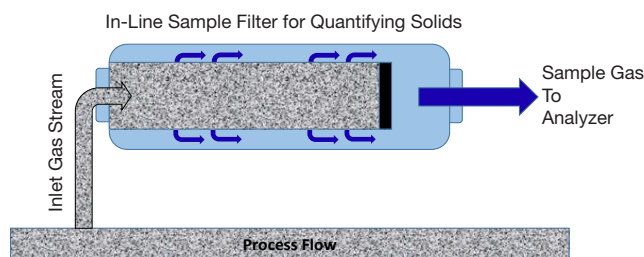 In-Line Sample Filter for Quantifying Solids
Inlet Gas Stream
Sample Gas
To
Analyzer
Process Flow